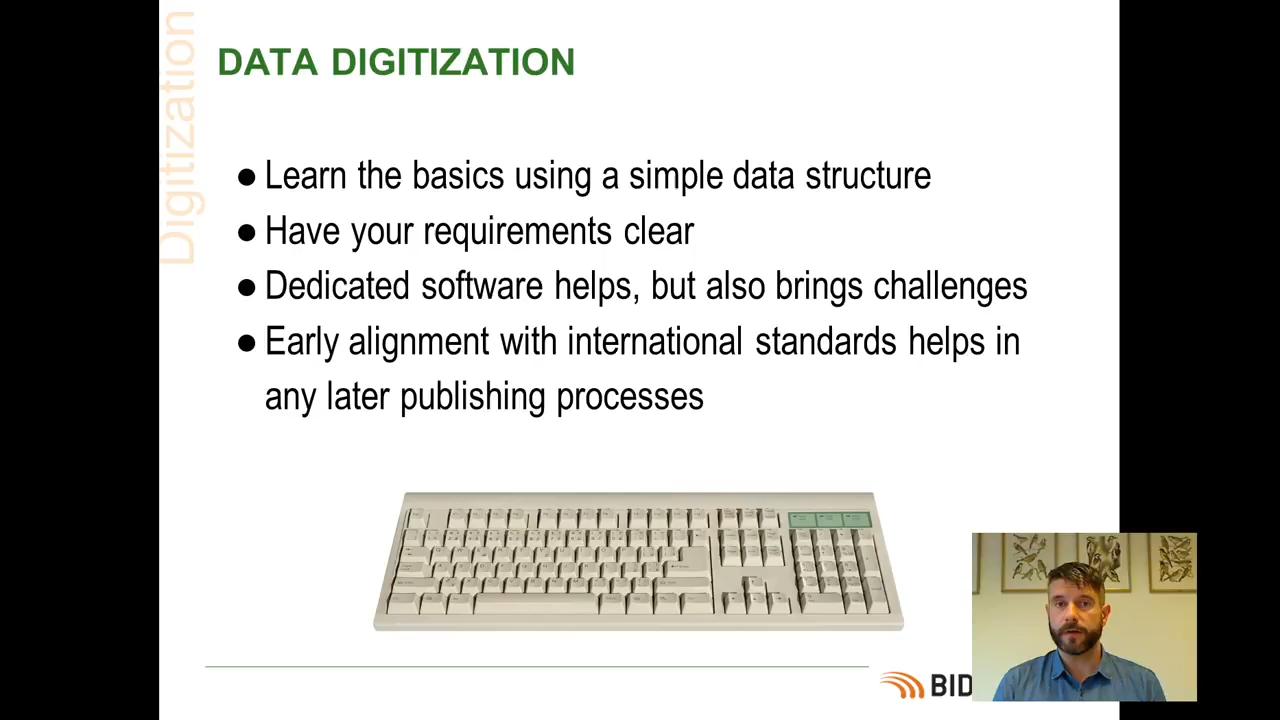 Digitization
DATA DIGITIZATION
● Learn the basics using a simple data structure
● Have your requirements clear
● Dedicated software helps, but also brings challenges
● Early alignment with international standards helps in
any later publishing processes
BID